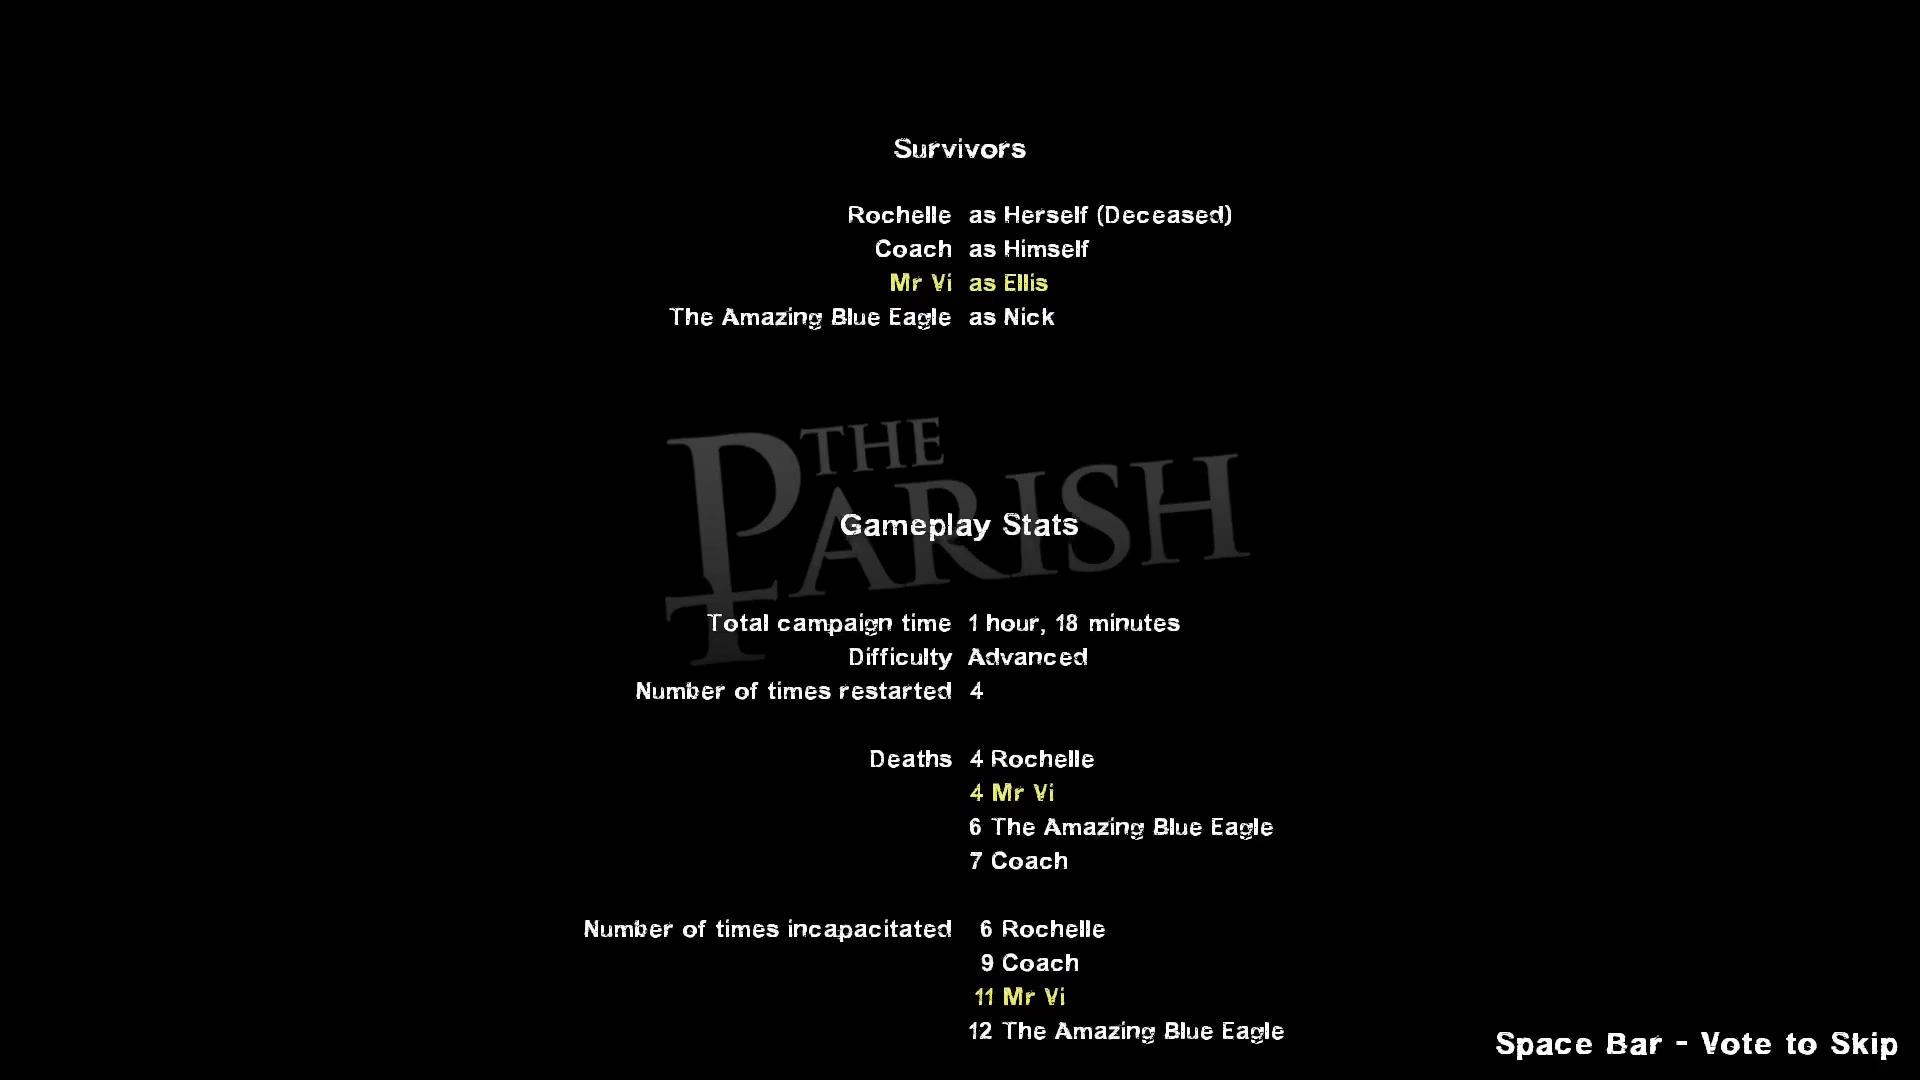 Survivors
Rochelle as Herself (Deceased)
Coach as Himself
Mr Vi as Ellis
The Amazing Blue Eagle as Nick
THE
PARISH
Gameplay Stats
Total campaign time 1 hour, 18 minutes
Difficulty Advanced
Number of times restarted 4
Deaths 4 Rochelle
4 Mr Vi
6 The Amazing Blue Eagle
7 Coach
Number of times incapacitated 6 Rochelle
9 Coach
11 Mr Vi
12 The Amazing Blue Eagle
Space Bar - Vote to Skip